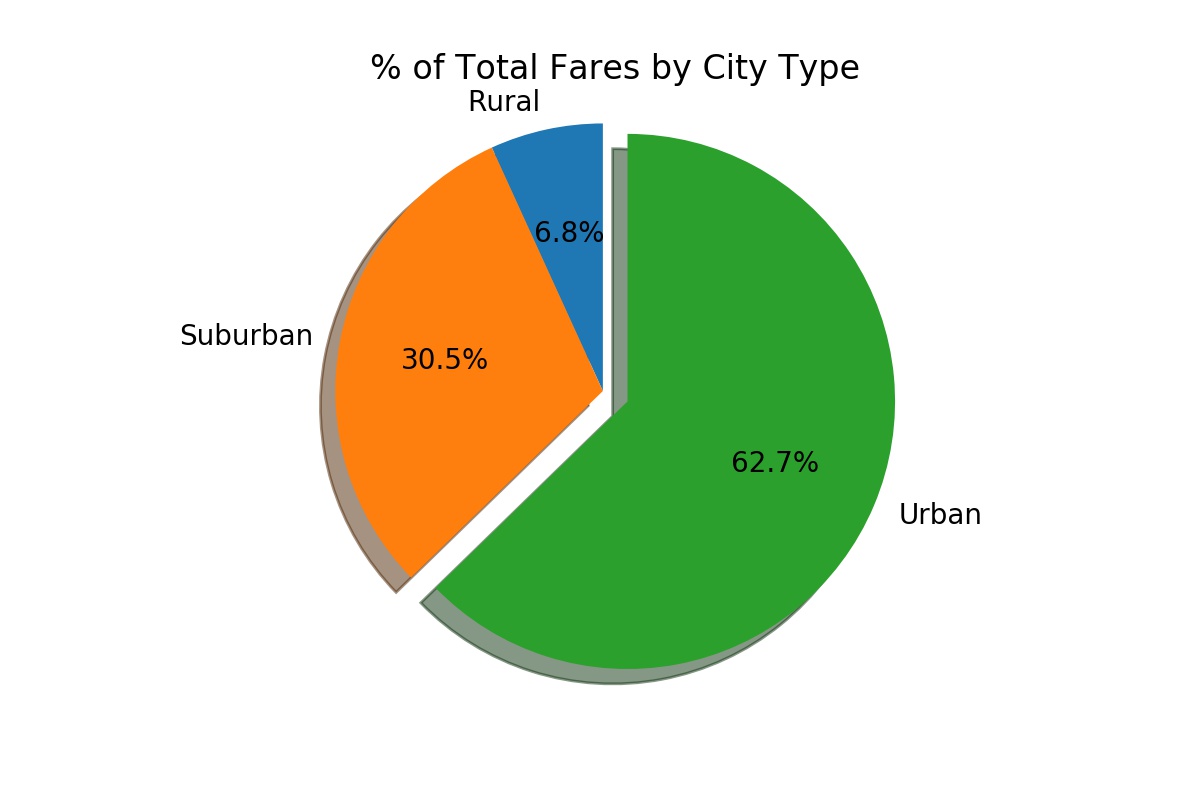 % of Total Fares by City Type
Rural
6.8%
Suburban
30.5%
62.7%
Urban